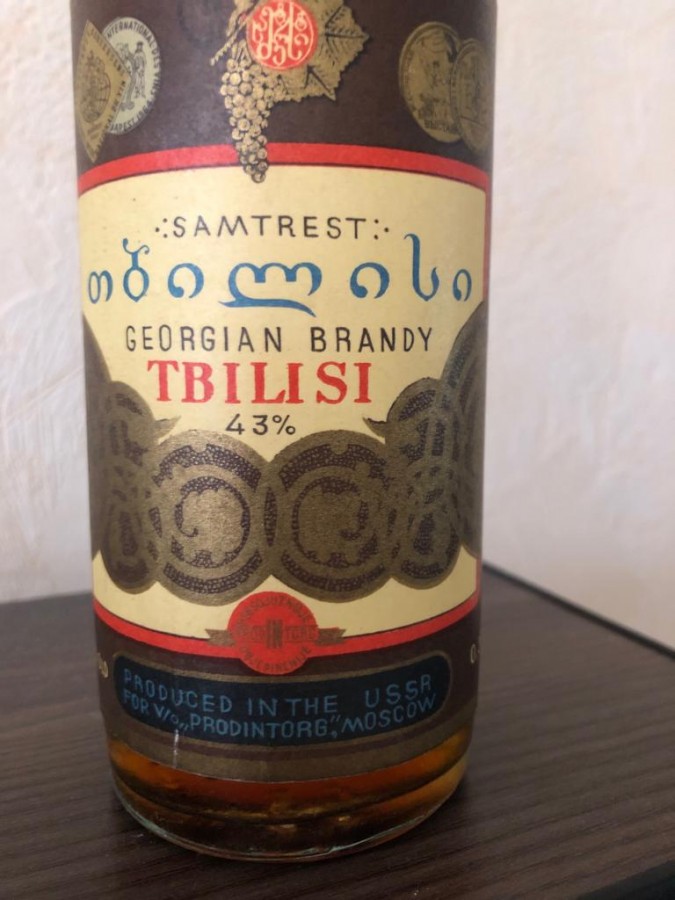 ∴SAMTREST∴
თბილისი
GEORGIAN BRANDY
TBILISI
43%
PRODUCED IN THE USSR
FOR V/O „PRODINTORG”, MOSCOW